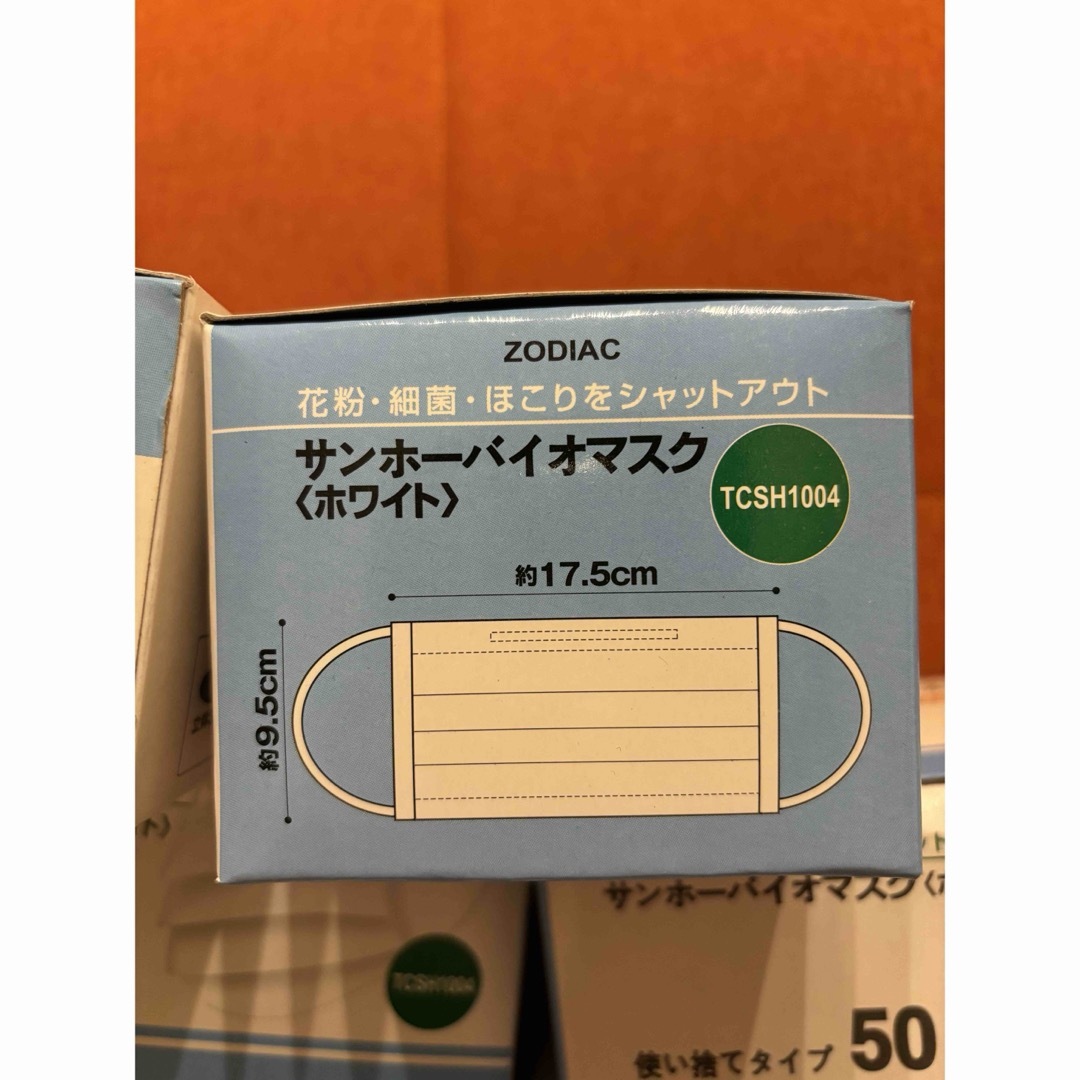 ZODIAC
花粉・細菌・ほこりをシャットアウト
サンホーバイオマスク
〈ホワイト〉
TCSH1004
約17.5cm
約9.5cm
TCSH1004
サンホーバイオマスク〈ホ
使い捨てタイプ 50